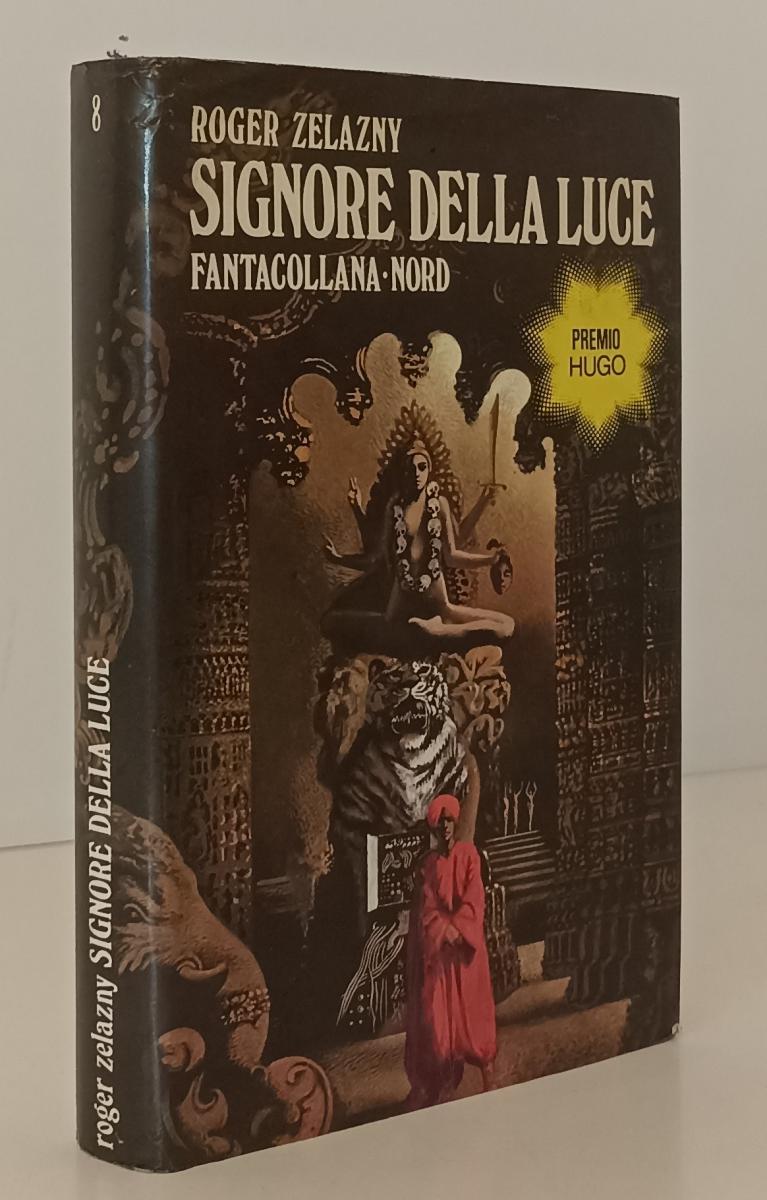 8
roger zelazny SIGNORE DELLA LUCE
ROGER ZELAZNY
SIGNORE DELLA LUCE
FANTACOLLANA·NORD
PREMIO
HUGO